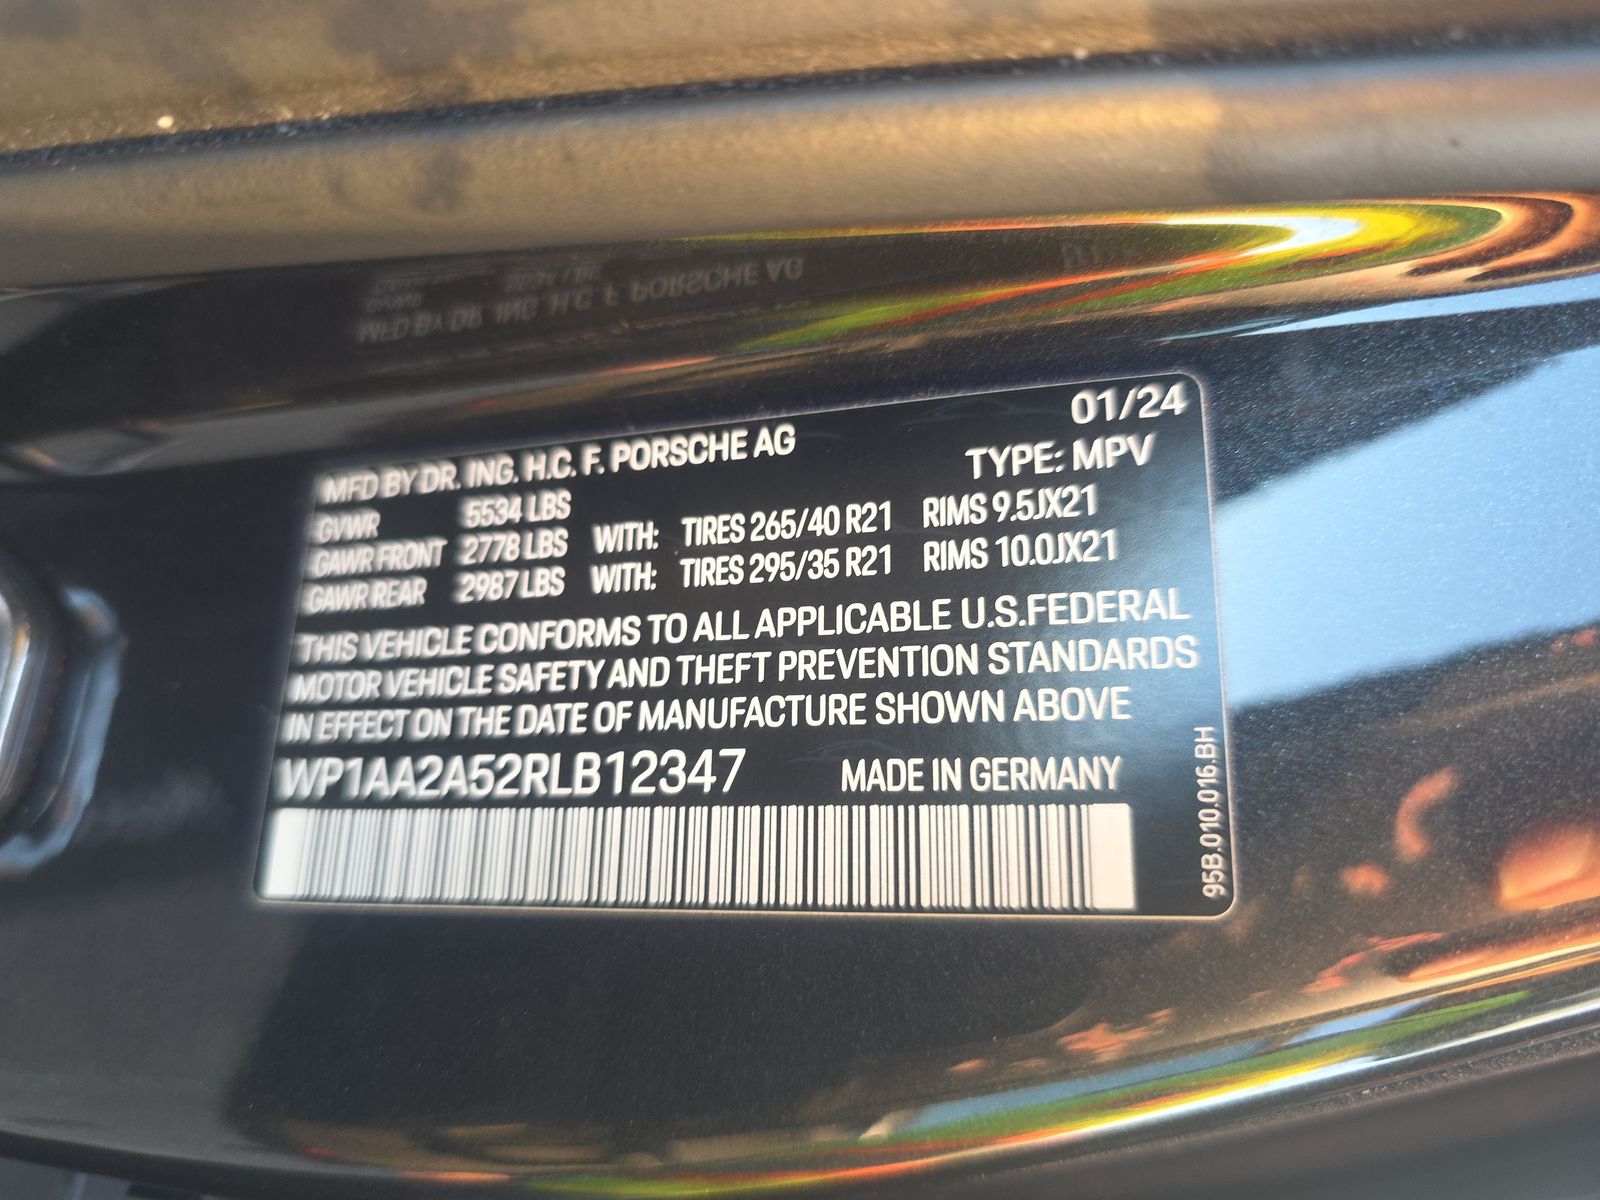 01/24
MFD BY DR. ING. H.C. F. PORSCHE AG TYPE: MPV
GVWR 5534 LBS
GAWR FRONT 2778 LBS WITH: TIRES 265/40 R21 RIMS 9.5JX21
GAWR REAR 2987 LBS WITH: TIRES 295/35 R21 RIMS 10.0JX21
THIS VEHICLE CONFORMS TO ALL APPLICABLE U.S.FEDERAL
MOTOR VEHICLE SAFETY AND THEFT PREVENTION STANDARDS
IN EFFECT ON THE DATE OF MANUFACTURE SHOWN ABOVE
WP1AA2A52RLB12347 MADE IN GERMANY
95B.010.016.BH